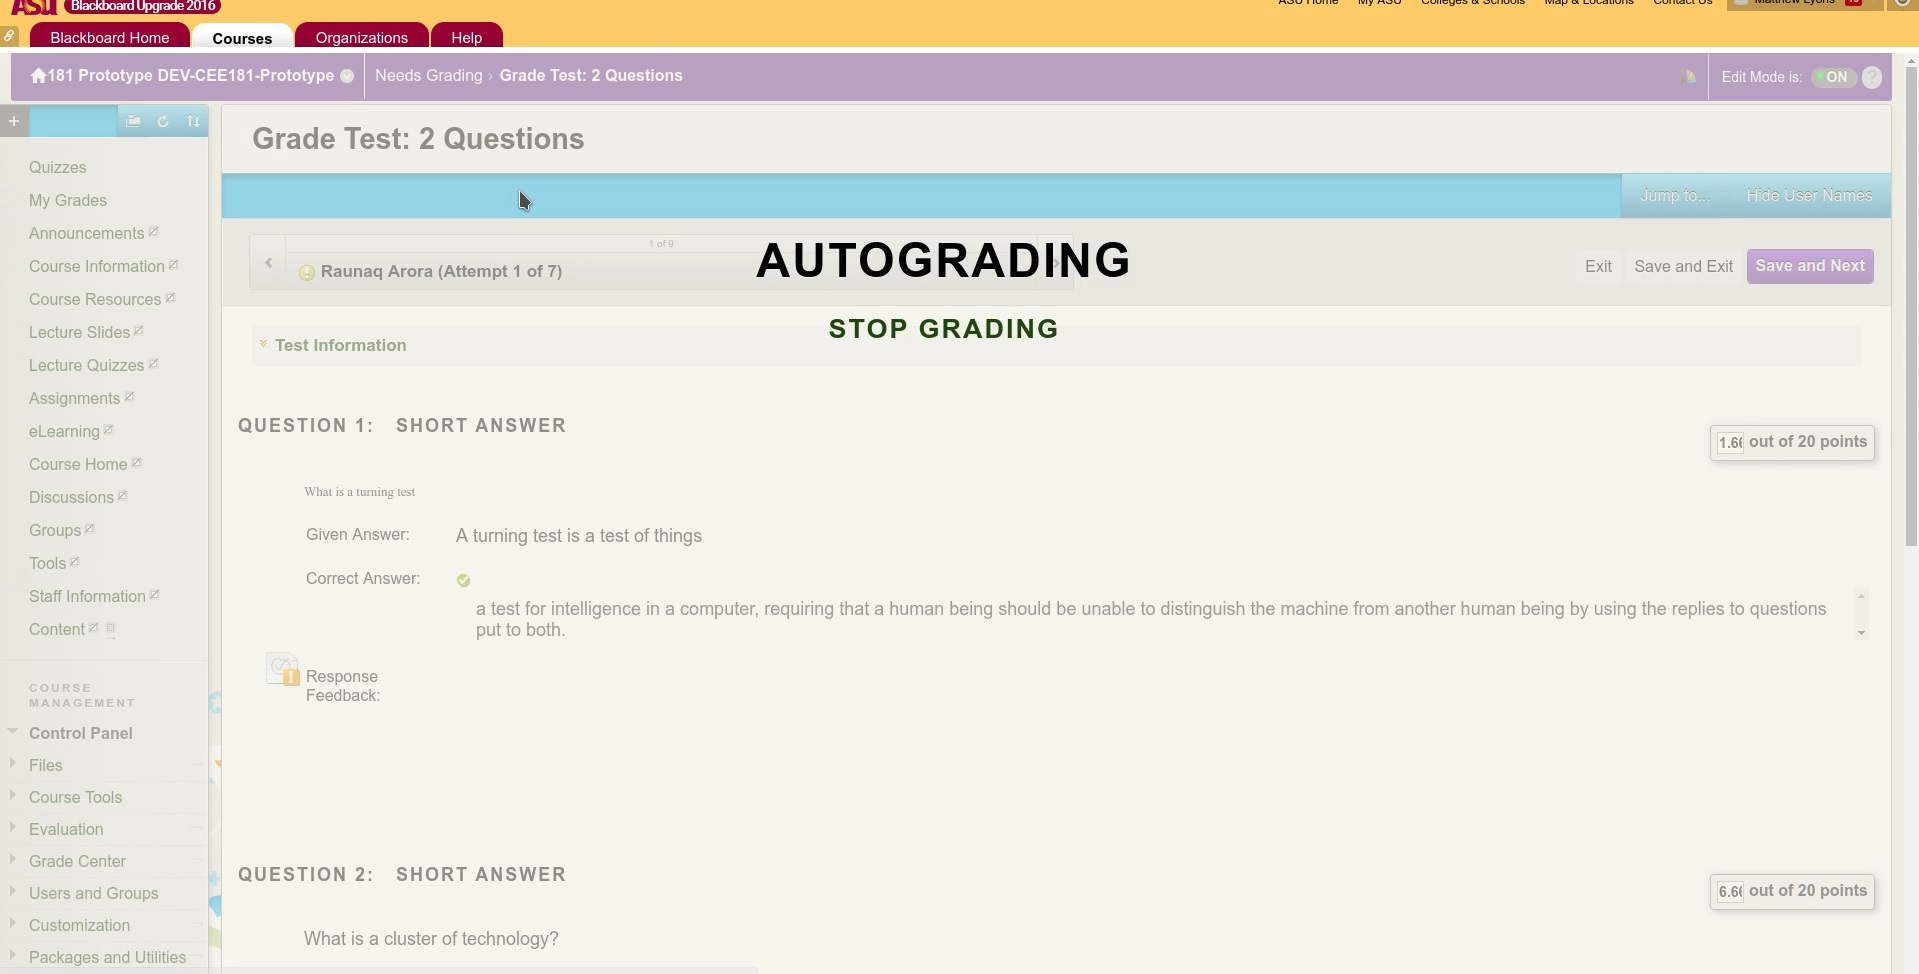 ASU Blackboard Upgrade 2016
ASU Home My ASU Colleges & Schools Map & Locations Contact Us Matthew Lyons
Blackboard Home Courses Organizations Help
181 Prototype DEV-CEE181-Prototype Needs Grading › Grade Test: 2 Questions Edit Mode is: ON ?
+
Grade Test: 2 Questions
Jump to... Hide User Names
1 of 9
Raunaq Arora (Attempt 1 of 7)
AUTOGRADING
Exit Save and Exit Save and Next
STOP GRADING
Test Information
Quizzes
My Grades
Announcements
Course Information
Course Resources
Lecture Slides
Lecture Quizzes
Assignments
eLearning
Course Home
Discussions
Groups
Tools
Staff Information
Content
COURSE
MANAGEMENT
Control Panel
Files
Course Tools
Evaluation
Grade Center
Users and Groups
Customization
Packages and Utilities
QUESTION 1: SHORT ANSWER
1.66 out of 20 points
What is a turning test
Given Answer: A turning test is a test of things
Correct Answer:
a test for intelligence in a computer, requiring that a human being should be unable to distinguish the machine from another human being by using the replies to questions
put to both.
Response
Feedback:
QUESTION 2: SHORT ANSWER
6.66 out of 20 points
What is a cluster of technology?